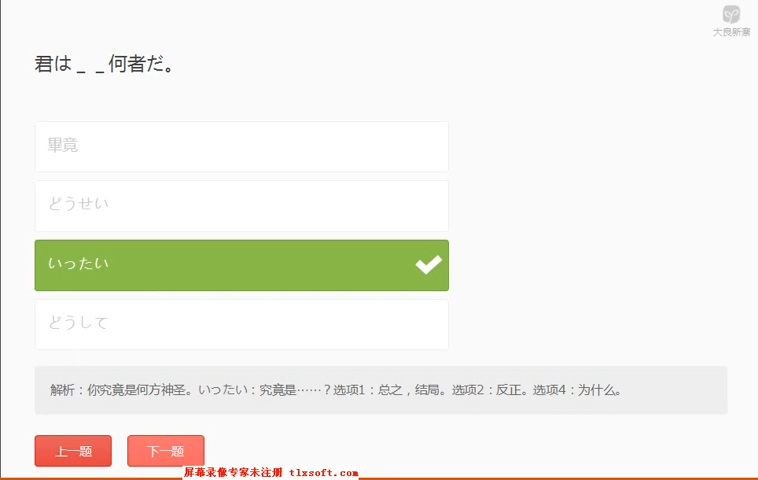 大良新寨
君は＿ ＿何者だ。
畢竟
どうせい
いったい
どうして
解析：你究竟是何方神圣。いったい：究竟是……？选项1：总之，结局。选项2：反正。选项4：为什么。
上一题 下一题
屏幕录像专家未注册 tlxsoft.com